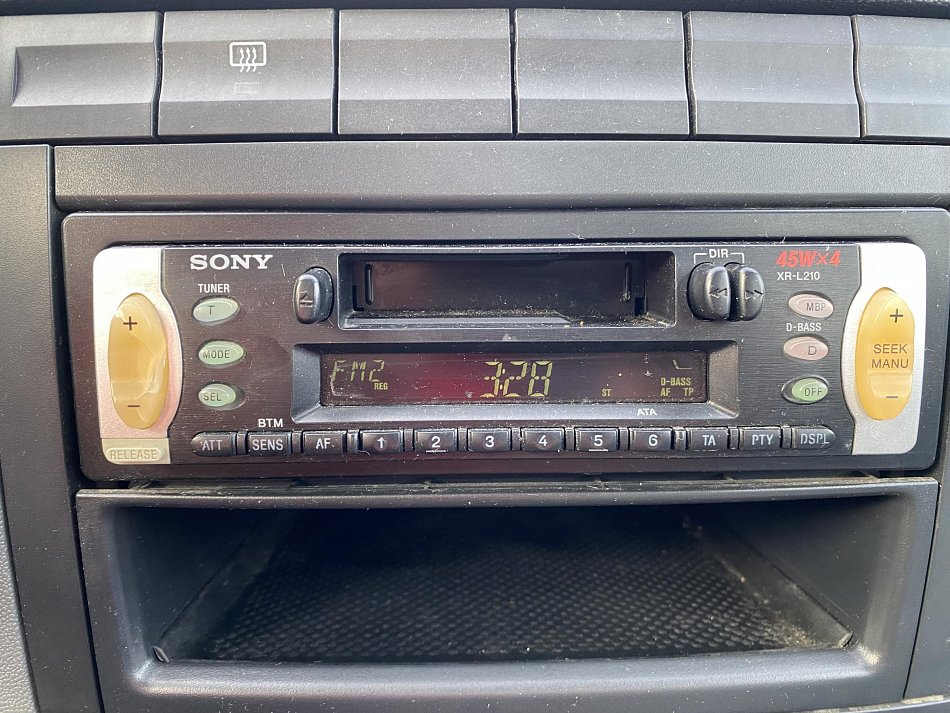 SONY
DIR
45W×4
XR-L210
TUNER
T
MBP
D-BASS
D
MODE
SEL
OFF
+
-
+
SEEK
MANU
-
FM2
REG
3:28
ST
D-BASS
AF TP
BTM
ATA
ATT SENS AF 1 2 3 4 5 6 TA PTY DSPL
RELEASE